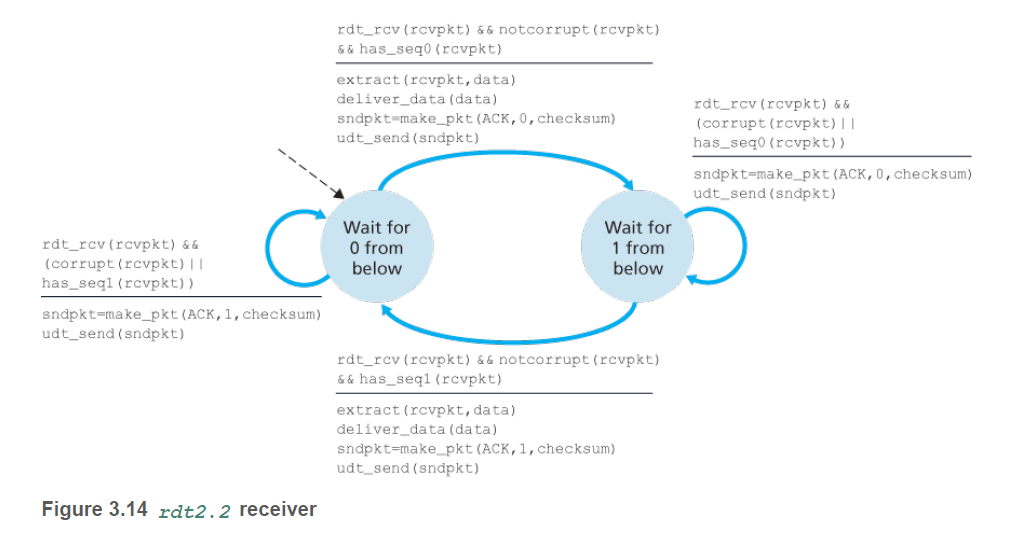 rdt_rcv(rcvpkt) && notcorrupt(rcvpkt)
&& has_seq0(rcvpkt)
extract(rcvpkt,data)
deliver_data(data)
sndpkt=make_pkt(ACK,0,checksum)
udt_send(sndpkt)
rdt_rcv(rcvpkt) &&
(corrupt(rcvpkt)||
has_seq0(rcvpkt))
sndpkt=make_pkt(ACK,0,checksum)
udt_send(sndpkt)
Wait for
0 from
below
Wait for
1 from
below
rdt_rcv(rcvpkt) &&
(corrupt(rcvpkt)||
has_seq1(rcvpkt))
sndpkt=make_pkt(ACK,1,checksum)
udt_send(sndpkt)
rdt_rcv(rcvpkt) && notcorrupt(rcvpkt)
&& has_seq1(rcvpkt)
extract(rcvpkt,data)
deliver_data(data)
sndpkt=make_pkt(ACK,1,checksum)
udt_send(sndpkt)
Figure 3.14 rdt2.2 receiver